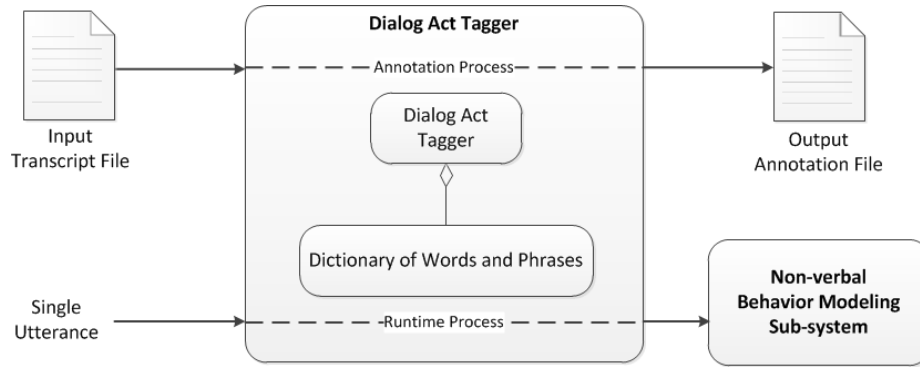 Dialog Act Tagger
Annotation Process
Input
Transcript File
Dialog Act
Tagger
Output
Annotation File
Dictionary of Words and Phrases
Single
Utterance
Runtime Process
Non-verbal
Behavior Modeling
Sub-system